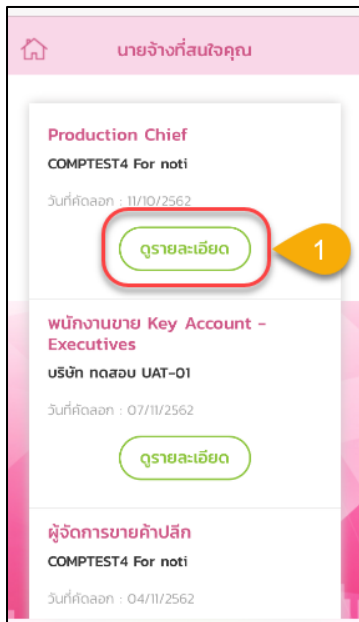 นายจ้างที่สนใจคุณ
Production Chief
COMPTEST4 For noti
วันที่คัดลอก : 11/10/2562
ดูรายละเอียด
1
พนักงานขาย Key Account -
Executives
บริษัท ทดสอบ UAT-01
วันที่คัดลอก : 07/11/2562
ดูรายละเอียด
ผู้จัดการขายค้าปลีก
COMPTEST4 For noti
วันที่คัดลอก : 04/11/2562